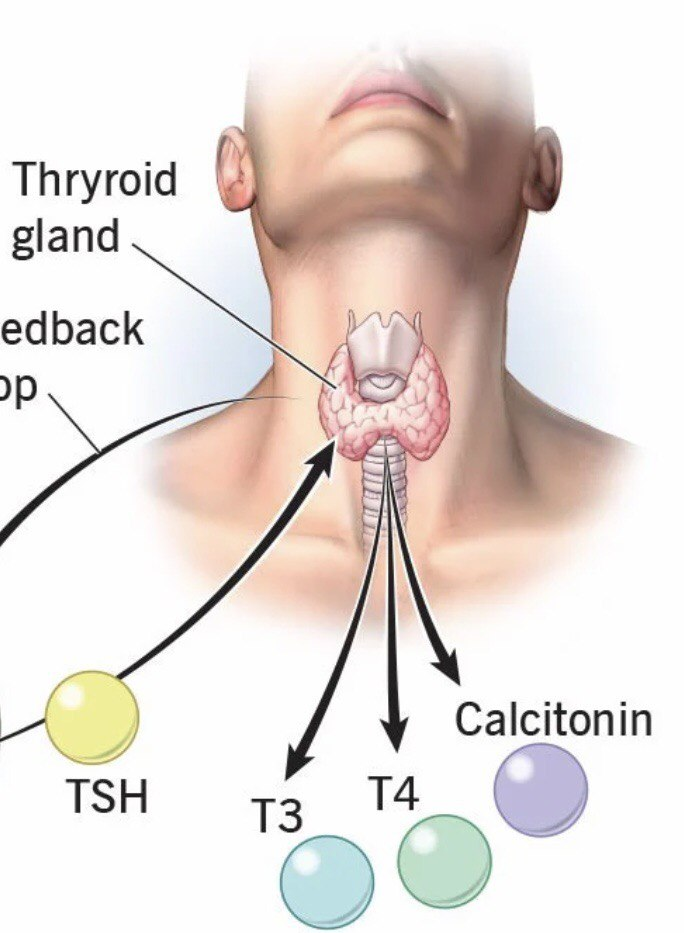 Thryroid
gland
edback
op
TSH
T3
T4
Calcitonin